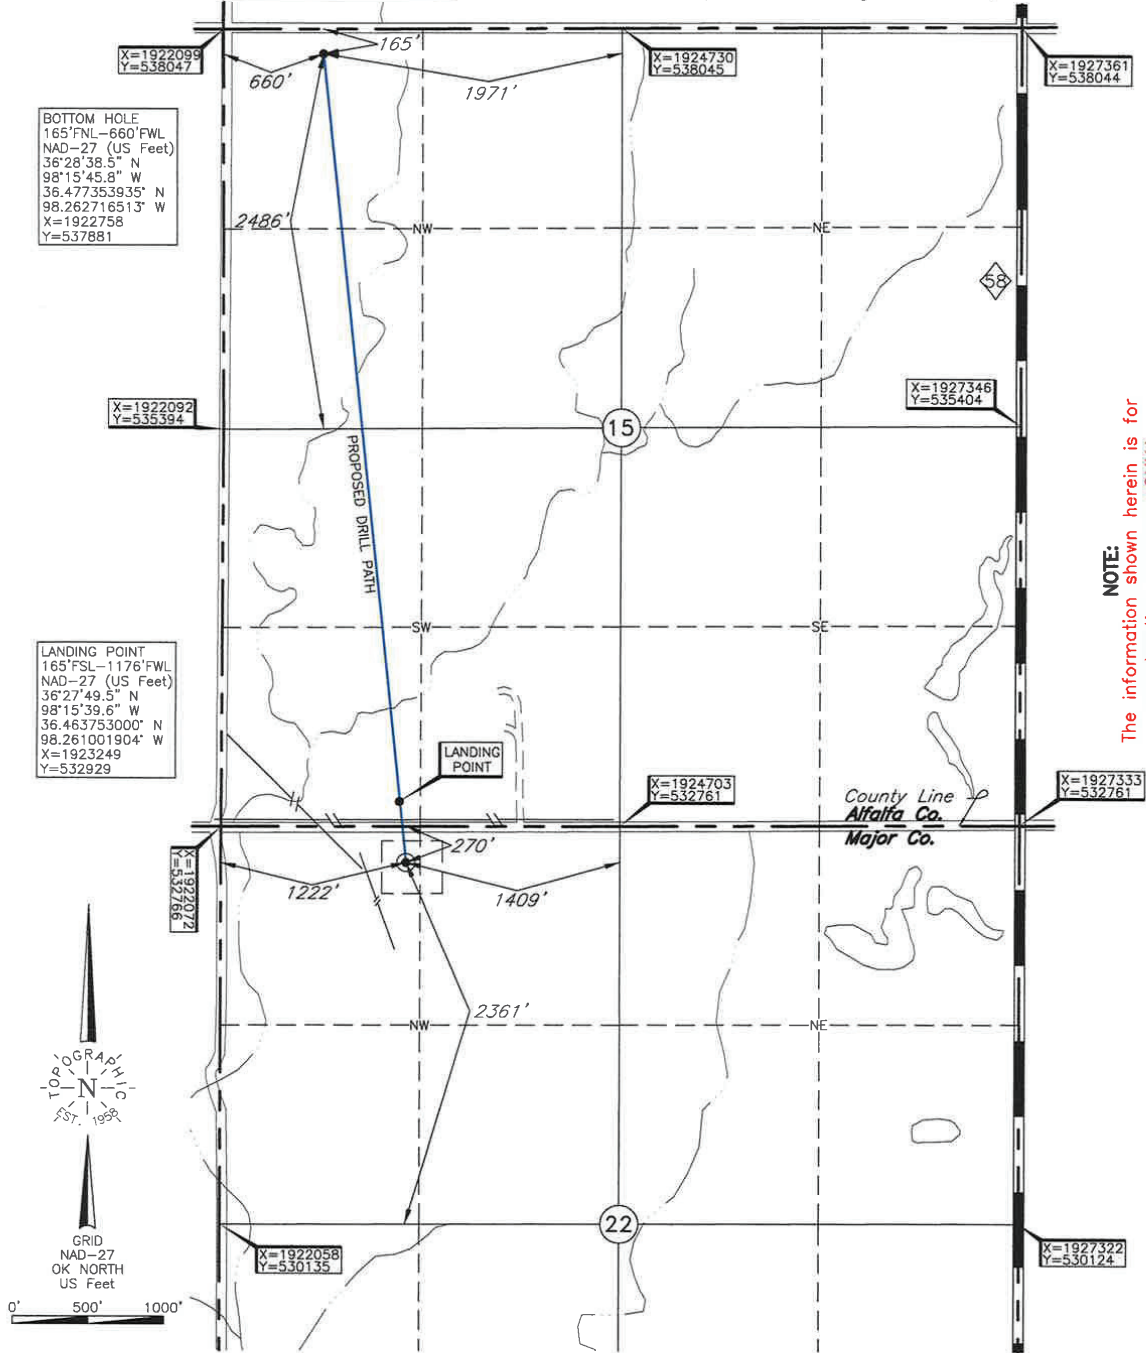 X=1922099
Y=538047
165'
660'
1971'
X=1924730
Y=538045
X=1927361
Y=538044
BOTTOM HOLE
165'FNL-660'FWL
NAD-27 (US Feet)
36°28'38.5" N
98°15'45.8" W
36.477353935° N
98.262716513° W
X=1922758
Y=537881
2486'
NW
NE
58
X=1922092
Y=535394
X=1927346
Y=535404
15
PROPOSED DRILL PATH
NOTE:
The information shown herein is for
SW
SE
LANDING POINT
165'FSL-1176'FWL
NAD-27 (US Feet)
36°27'49.5" N
98°15'39.6" W
36.463753000° N
98.261001904° W
X=1923249
Y=532929
LANDING
POINT
X=1924703
Y=532761
X=1927333
Y=532761
County Line
Alfalfa Co.
Major Co.
X=1922072
Y=532766
270'
1222'
1409'
2361'
NW
NE
TOPOGRAPHIC
N
EST. 1958
22
GRID
NAD-27
OK NORTH
US Feet
X=1922058
Y=530135
X=1927322
Y=530124
0' 500' 1000'